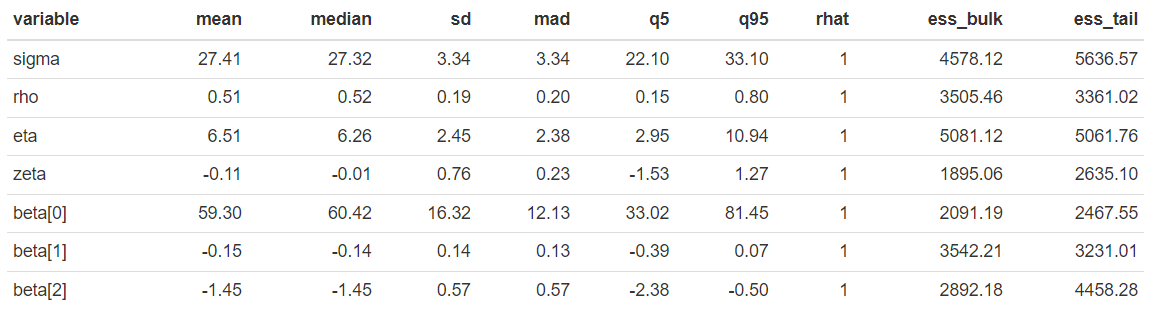 variable mean median sd mad q5 q95 rhat ess_bulk ess_tail
sigma 27.41 27.32 3.34 3.34 22.10 33.10 1 4578.12 5636.57
rho 0.51 0.52 0.19 0.20 0.15 0.80 1 3505.46 3361.02
eta 6.51 6.26 2.45 2.38 2.95 10.94 1 5081.12 5061.76
zeta -0.11 -0.01 0.76 0.23 -1.53 1.27 1 1895.06 2635.10
beta[0] 59.30 60.42 16.32 12.13 33.02 81.45 1 2091.19 2467.55
beta[1] -0.15 -0.14 0.14 0.13 -0.39 0.07 1 3542.21 3231.01
beta[2] -1.45 -1.45 0.57 0.57 -2.38 -0.50 1 2892.18 4458.28